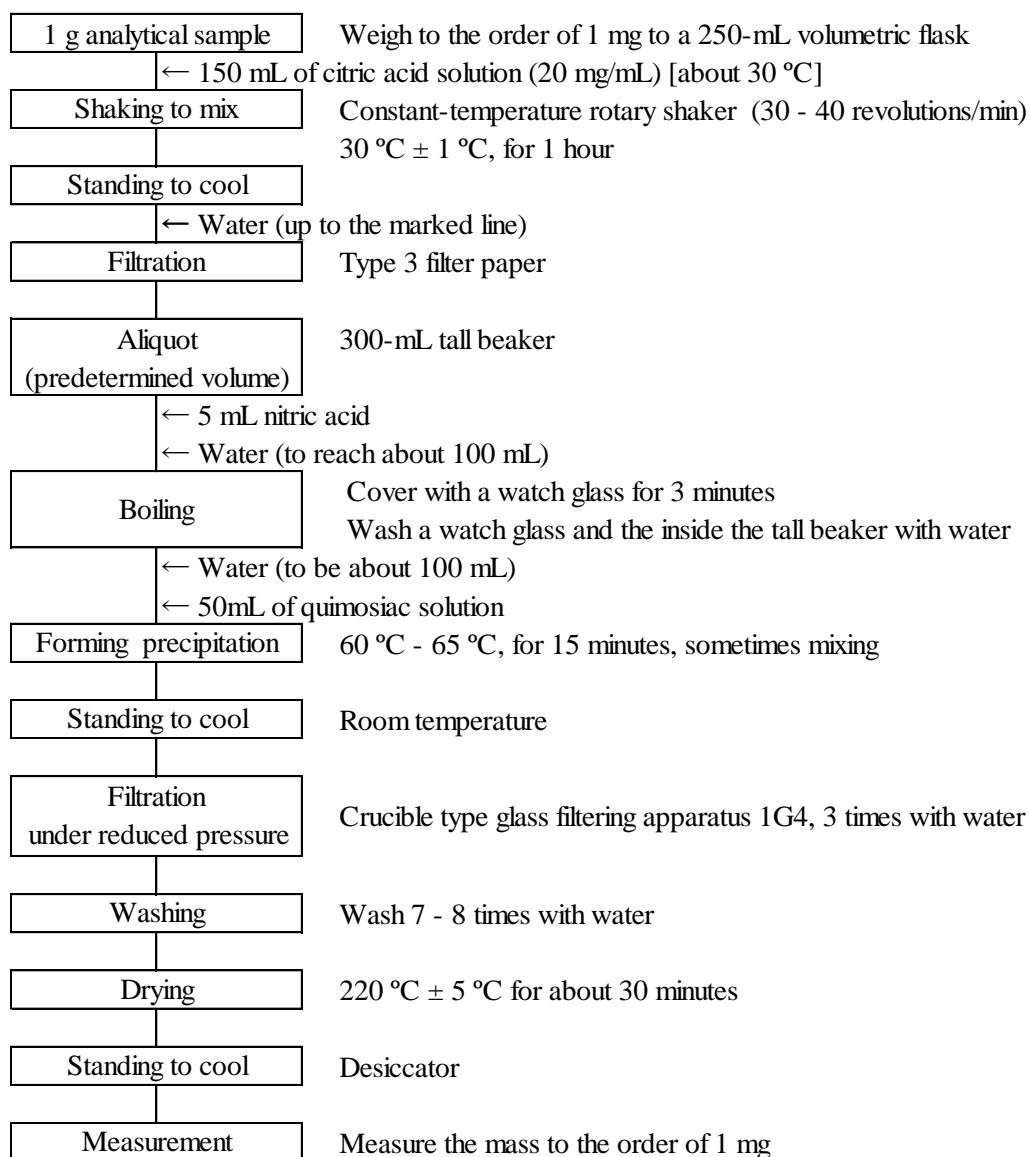 1 g analytical sample Weigh to the order of 1 mg to a 250-mL volumetric flask
← 150 mL of citric acid solution (20 mg/mL) [about 30 ºC]
Shaking to mix Constant-temperature rotary shaker (30 - 40 revolutions/min)
30 ºC ± 1 ºC, for 1 hour
Standing to cool
← Water (up to the marked line)
Filtration Type 3 filter paper
Aliquot 300-mL tall beaker
(predetermined volume)
← 5 mL nitric acid
← Water (to reach about 100 mL)
Boiling Cover with a watch glass for 3 minutes
Wash a watch glass and the inside the tall beaker with water
← Water (to be about 100 mL)
← 50mL of quimosiac solution
Forming precipitation 60 ºC - 65 ºC, for 15 minutes, sometimes mixing
Standing to cool Room temperature
Filtration
under reduced pressure Crucible type glass filtering apparatus 1G4, 3 times with water
Washing Wash 7 - 8 times with water
Drying 220 ºC ± 5 ºC for about 30 minutes
Standing to cool Desiccator
Measurement Measure the mass to the order of 1 mg